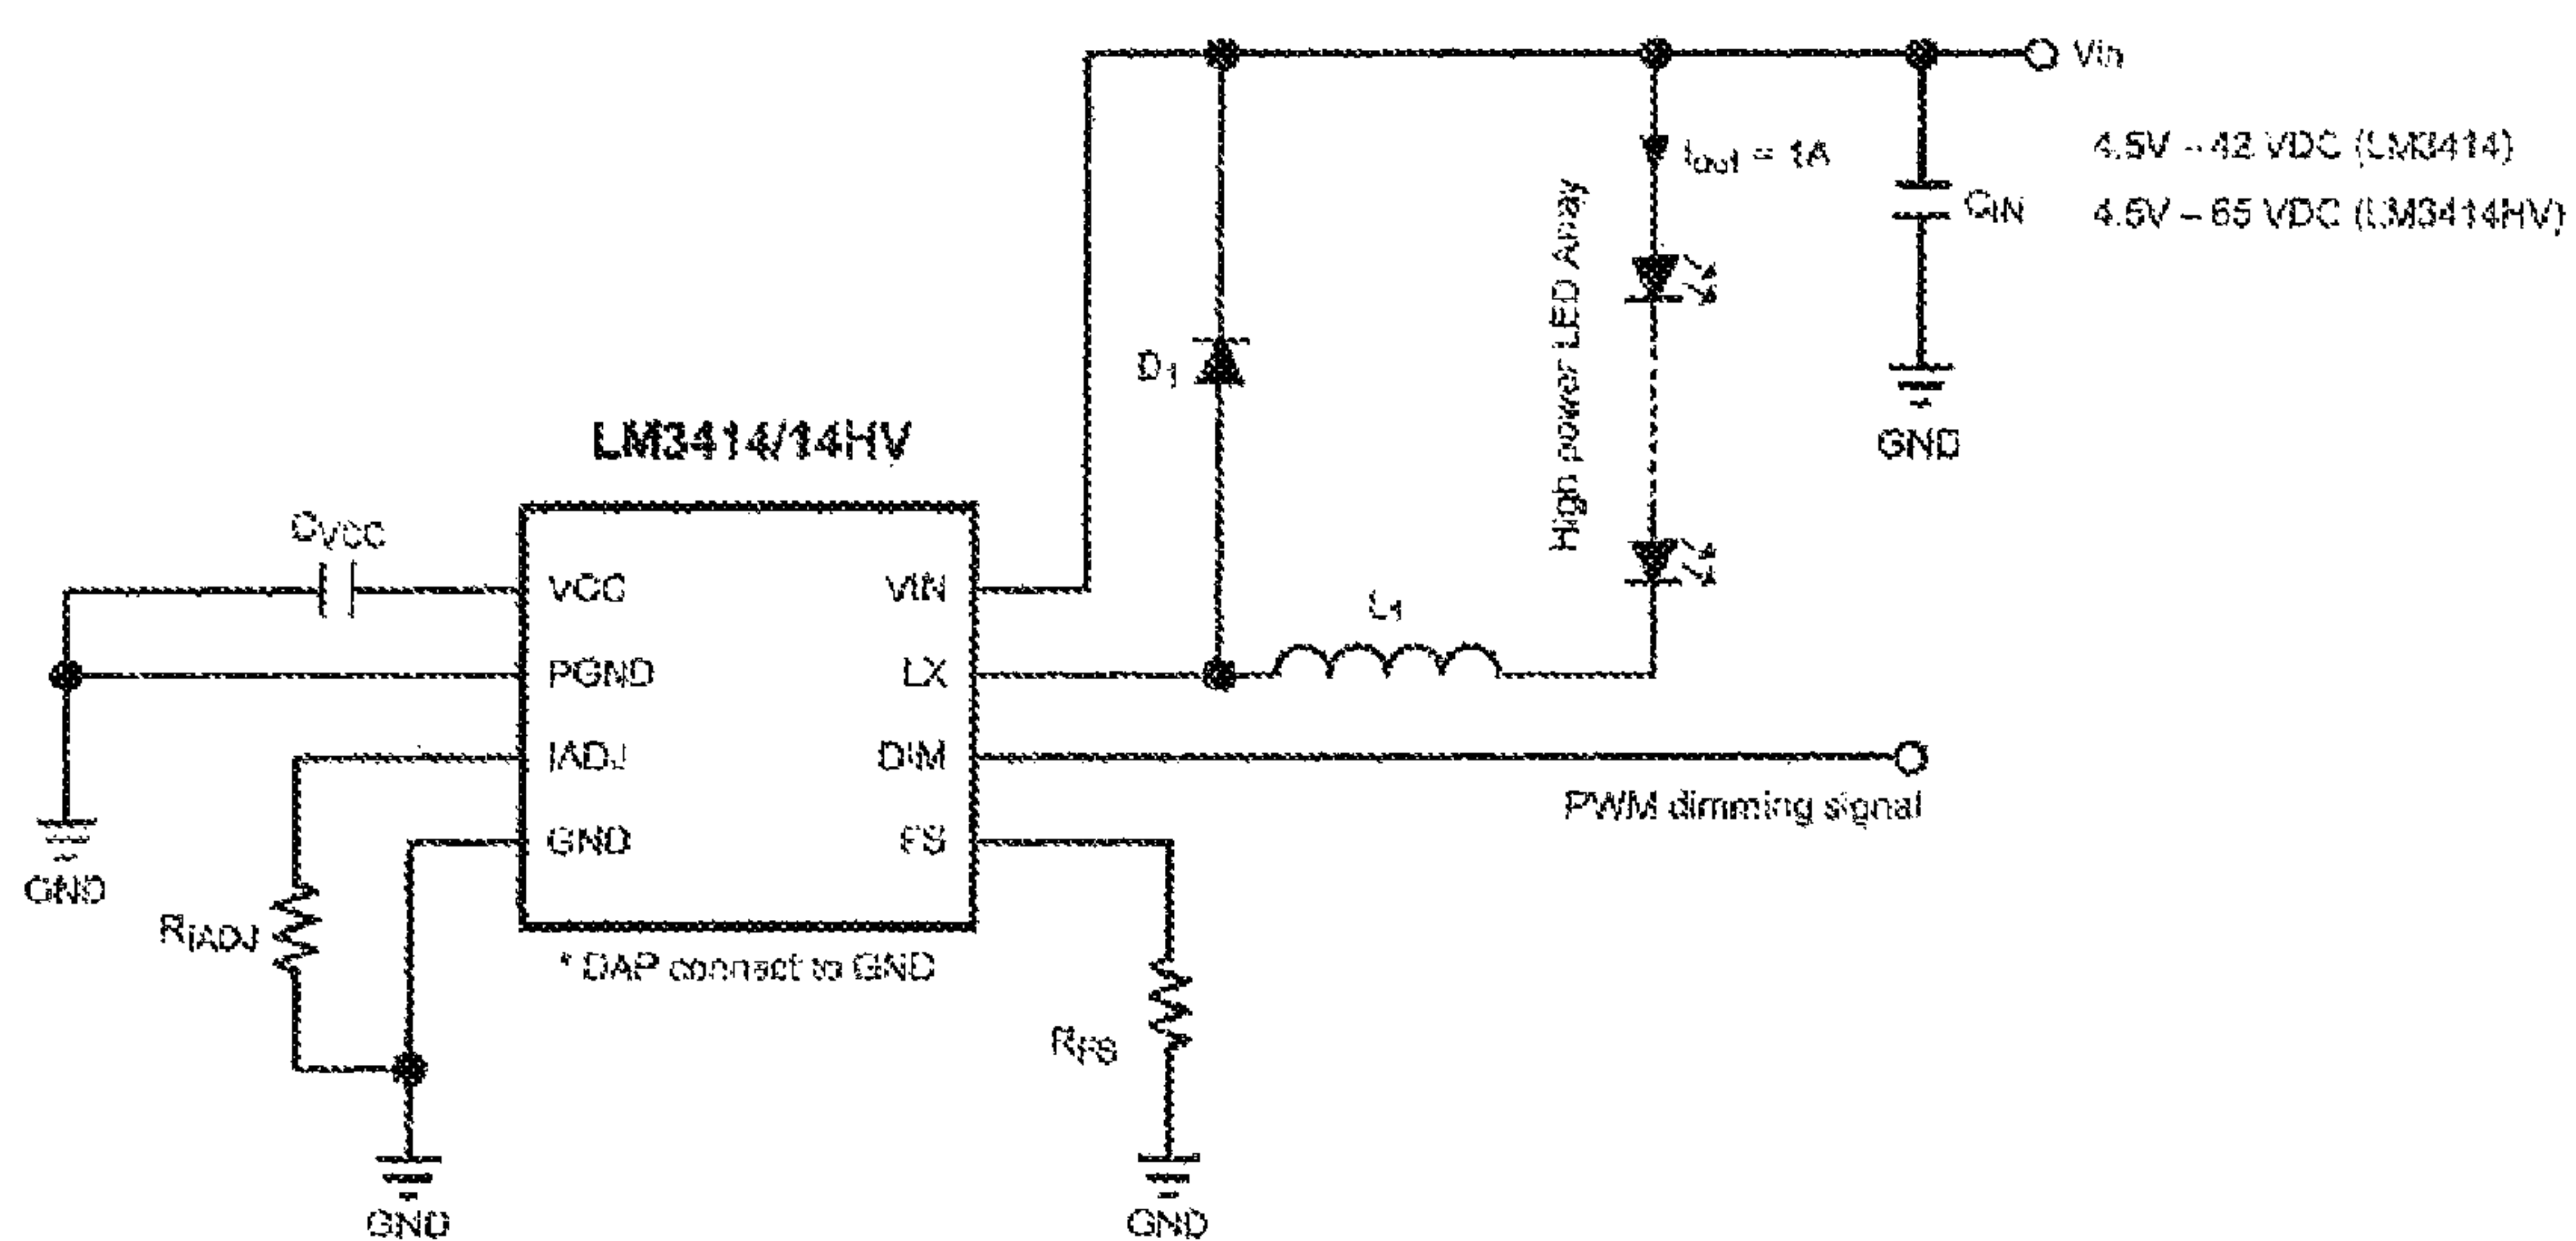 Vin
4.5V – 42 VDC (LM3414)
4.5V – 65 VDC (LM3414HV)
Iout = 1A
High power LED Array
CIN
GND
D1
LM3414/14HV
CVCC
VCC
VIN
L1
PGND
LX
IADJ
DIM
PWM dimming signal
GND
FS
GND
RIADJ
* DAP connect to GND
RFS
GND
GND